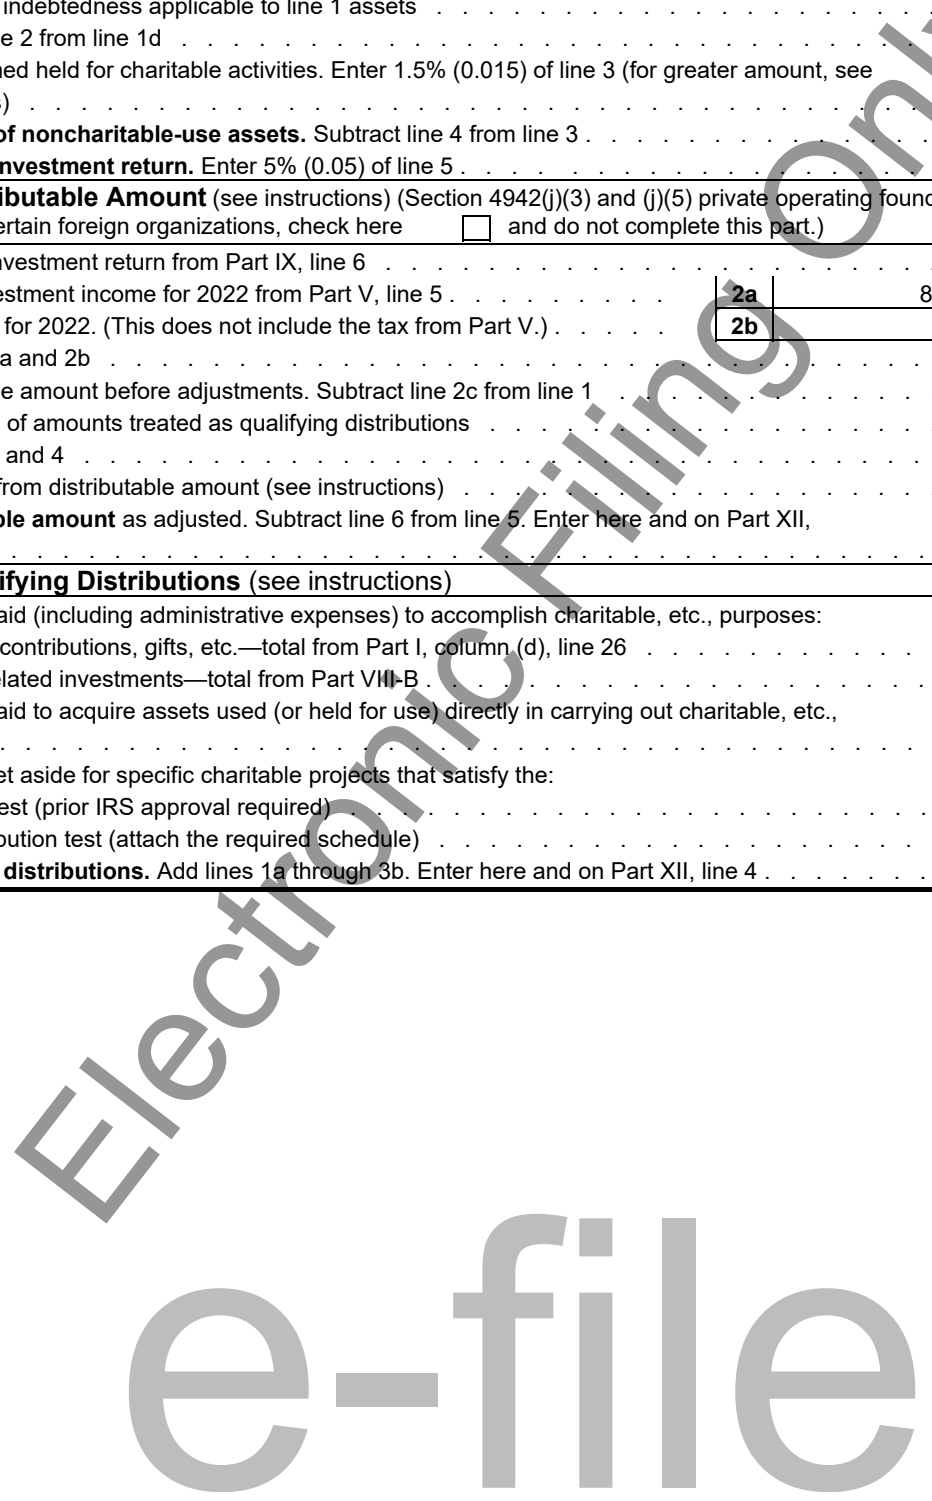 indebtedness applicable to line 1 assets . . . . . . . . . . . . . . . . . . . .
e 2 from line 1d . . . . . . . . . . . . . . . . . . . . . . . . . . . . . .
ned held for charitable activities. Enter 1.5% (0.015) of line 3 (for greater amount, see
s) . . . . . . . . . . . . . . . . . . . . . . . . . . . . . . . . . . . .
of noncharitable-use assets. Subtract line 4 from line 3 . . . . . . . . . . . . . .
nvestment return. Enter 5% (0.05) of line 5 . . . . . . . . . . . . . . . . . . .
ributable Amount (see instructions) (Section 4942(j)(3) and (j)(5) private operating found
ertain foreign organizations, check here and do not complete this part.)
nvestment return from Part IX, line 6 . . . . . . . . . . . . . . . . . . . . . .
estment income for 2022 from Part V, line 5 . . . . . . . . . 2a 8
for 2022. (This does not include the tax from Part V.) . . . . . 2b
a and 2b . . . . . . . . . . . . . . . . . . . . . . . . . . . . . . . .
e amount before adjustments. Subtract line 2c from line 1 . . . . . . . . . . . .
of amounts treated as qualifying distributions . . . . . . . . . . . . . . . . .
and 4 . . . . . . . . . . . . . . . . . . . . . . . . . . . . . . . . .
from distributable amount (see instructions) . . . . . . . . . . . . . . . . . . .
ble amount as adjusted. Subtract line 6 from line 5. Enter here and on Part XII,
. . . . . . . . . . . . . . . . . . . . . . . . . . . . . . . . . . . .
ifying Distributions (see instructions)
aid (including administrative expenses) to accomplish charitable, etc., purposes:
contributions, gifts, etc.—total from Part I, column (d), line 26 . . . . . . . . . . .
elated investments—total from Part VIII-B . . . . . . . . . . . . . . . . . . . .
aid to acquire assets used (or held for use) directly in carrying out charitable, etc.,
. . . . . . . . . . . . . . . . . . . . . . . . . . . . . . . . . . . .
et aside for specific charitable projects that satisfy the:
est (prior IRS approval required) . . . . . . . . . . . . . . . . . . . . . . .
bution test (attach the required schedule) . . . . . . . . . . . . . . . . . . .
distributions. Add lines 1a through 3b. Enter here and on Part XII, line 4 . . . . . . .
Electronic Filing Onl
e-file